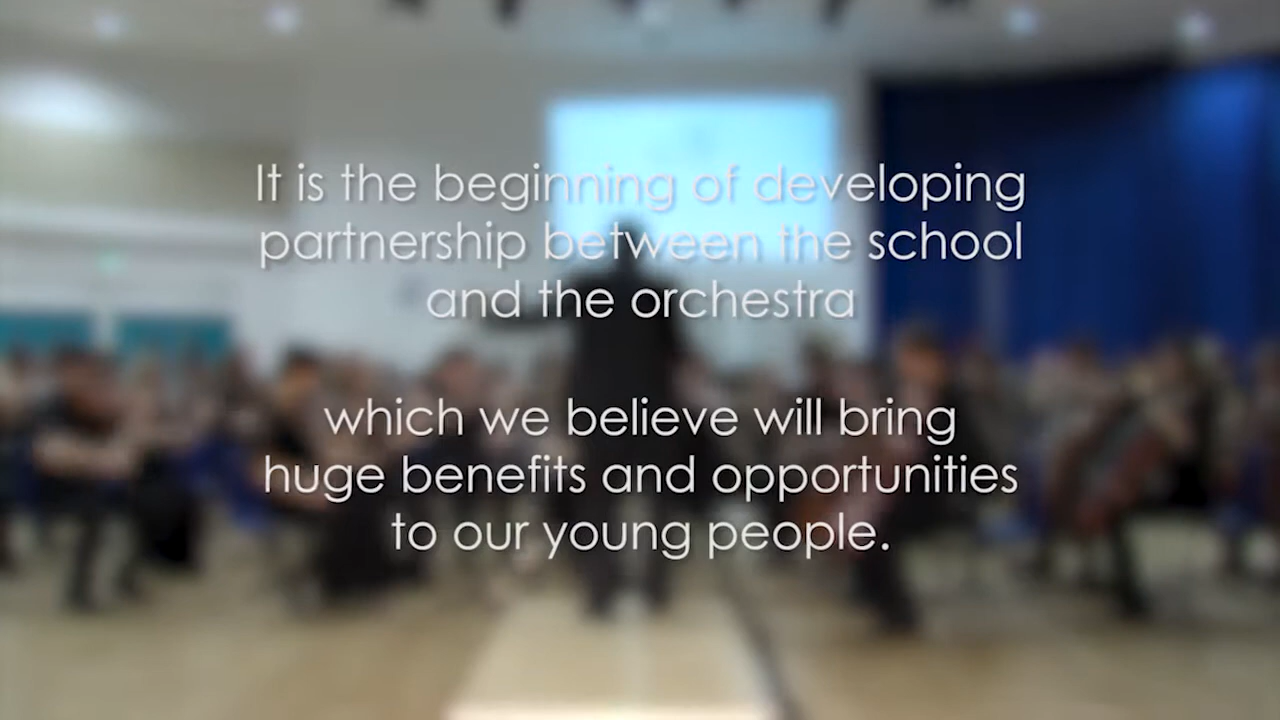 It is the beginning of developing
partnership between the school
and the orchestra
which we believe will bring
huge benefits and opportunities
to our young people.